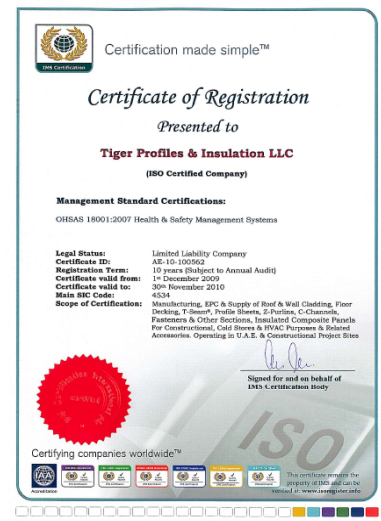 IMS Certification
Certification made simple™
Certificate of Registration
Presented to
Tiger Profiles & Insulation LLC
(ISO Certified Company)
Management Standard Certifications:
OHSAS 18001:2007 Health & Safety Management Systems
Legal Status: Limited Liability Company
Certificate ID: AE-10-100562
Registration Term: 10 years (Subject to Annual Audit)
Certificate valid from: 1st December 2009
Certificate valid to: 30th November 2010
Main SIC Code: 4534
Scope of Certification: Manufacturing, EPC & Supply of Roof & Wall Cladding, Floor
Decking, T-Seam®, Profile Sheets, Z-Purlins, C-Channels,
Fasteners & Other Sections, Insulated Composite Panels
For Constructional, Cold Stores & HVAC Purposes & Related
Accessories. Operating in U.A.E. & Constructional Project Sites
Signed for and on behalf of
IMS Certification Body
ISO
Certifying companies worldwide™
IAA
Accreditation
This certificate remains the
property of IMS and can be
verified at: www.isoregister.info